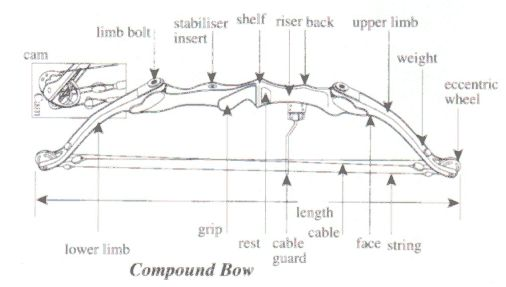 stabiliser
insert
shelf
riser
back
upper limb
limb bolt
cam
Cam
weight
eccentric
wheel
length
grip
cable
rest
cable
guard
face
string
lower limb
Compound Bow